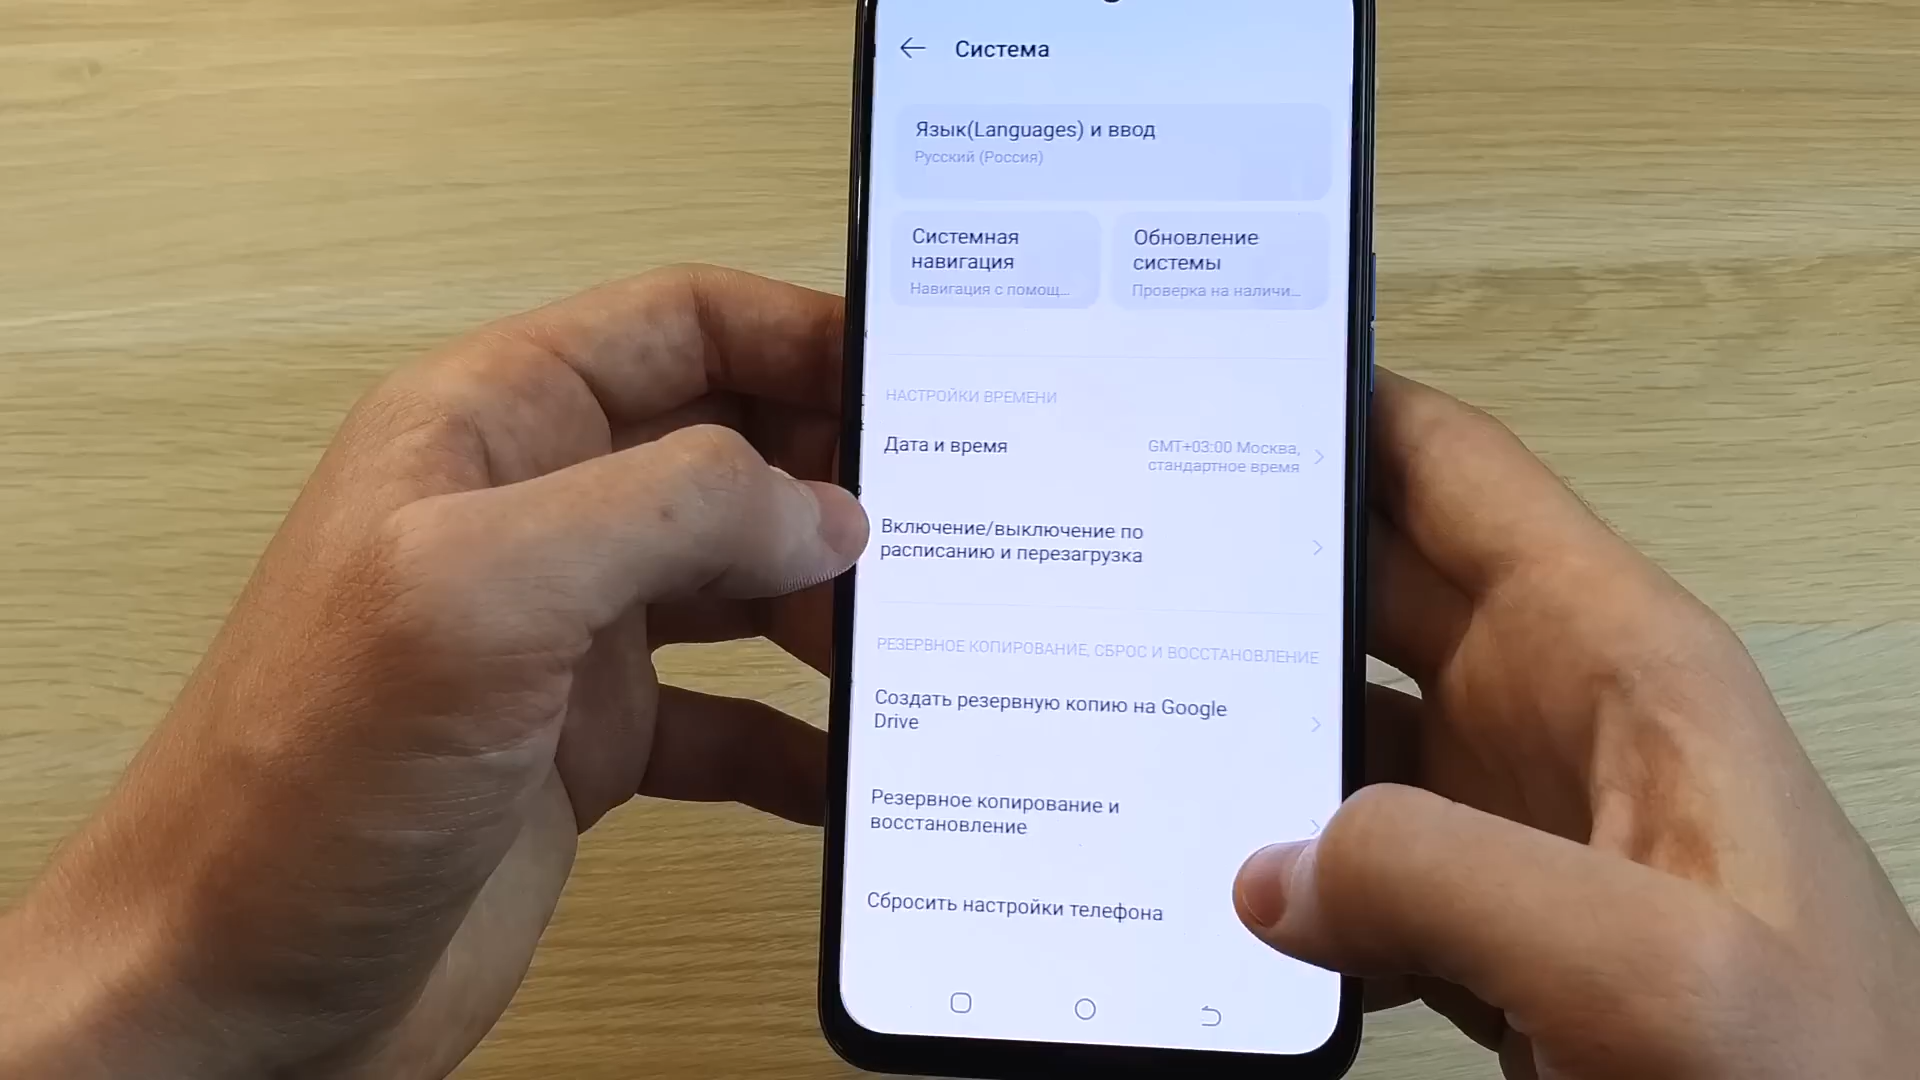 Система
Язык(Languages) и ввод
Русский (Россия)
Системная
навигация
Навигация с помощ...
Обновление
системы
Проверка на наличи...
НАСТРОЙКИ ВРЕМЕНИ
Дата и время
GMT+03:00 Москва,
стандартное время
Включение/выключение по
расписанию и перезагрузка
РЕЗЕРВНОЕ КОПИРОВАНИЕ, СБРОС И ВОССТАНОВЛЕНИЕ
Создать резервную копию на Google
Drive
Резервное копирование и
восстановление
Сбросить настройки телефона